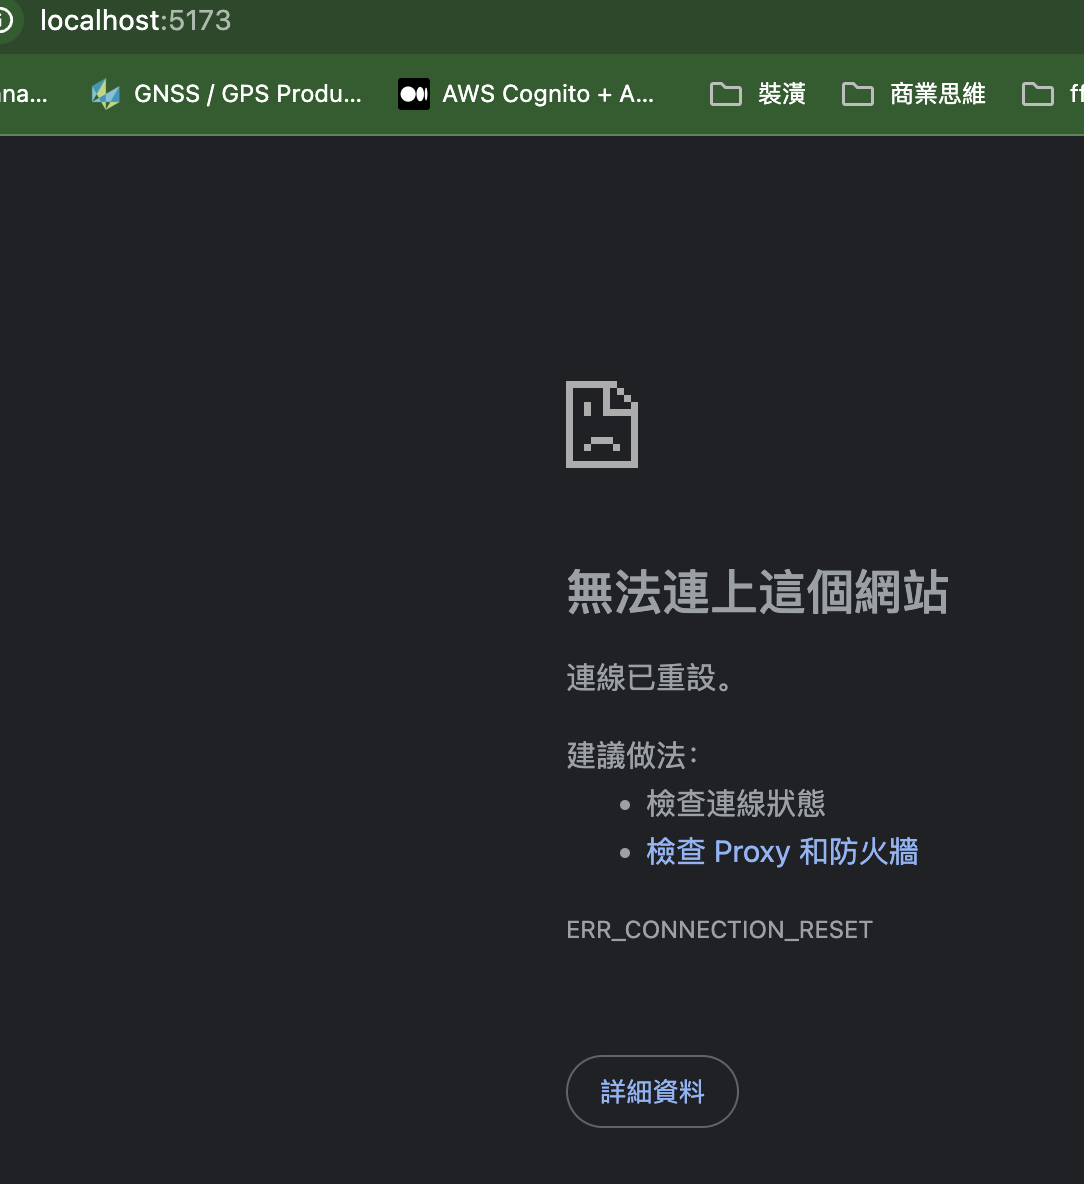 localhost:5173
na... GNSS / GPS Produ... AWS Cognito + A... 裝潢 商業思維 ff
無法連上這個網站
連線已重設。
建議做法：
• 檢查連線狀態
• 檢查 Proxy 和防火牆
ERR_CONNECTION_RESET
詳細資料